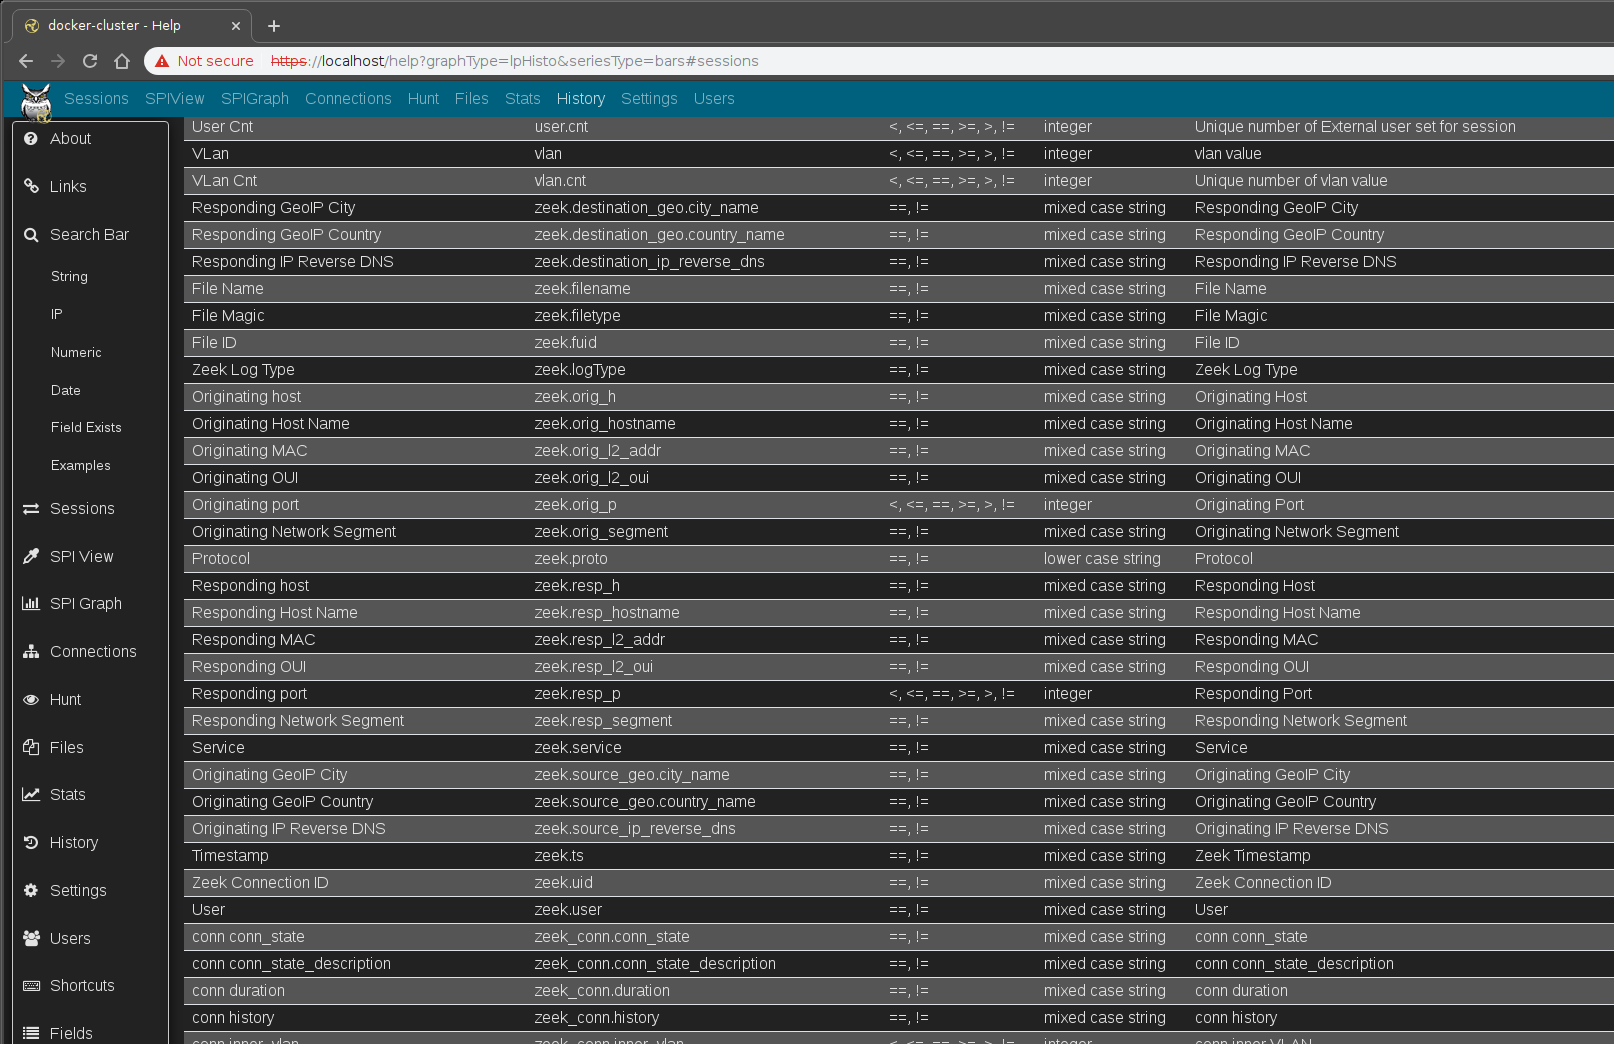 docker-cluster - Help
Not secure https://localhost/help?graphType=lpHisto&seriesType=bars#sessions
Sessions SPIView SPIGraph Connections Hunt Files Stats History Settings Users
About
Links
Search Bar
String
IP
Numeric
Date
Field Exists
Examples
Sessions
SPI View
SPI Graph
Connections
Hunt
Files
Stats
History
Settings
Users
Shortcuts
Fields
User Cnt user.cnt <, <=, ==, >=, >, != integer Unique number of External user set for session
VLan vlan <, <=, ==, >=, >, != integer vlan value
VLan Cnt vlan.cnt <, <=, ==, >=, >, != integer Unique number of vlan value
Responding GeoIP City zeek.destination_geo.city_name ==, != mixed case string Responding GeoIP City
Responding GeoIP Country zeek.destination_geo.country_name ==, != mixed case string Responding GeoIP Country
Responding IP Reverse DNS zeek.destination_ip_reverse_dns ==, != mixed case string Responding IP Reverse DNS
File Name zeek.filename ==, != mixed case string File Name
File Magic zeek.filetype ==, != mixed case string File Magic
File ID zeek.fuid ==, != mixed case string File ID
Zeek Log Type zeek.logType ==, != mixed case string Zeek Log Type
Originating host zeek.orig_h ==, != mixed case string Originating Host
Originating Host Name zeek.orig_hostname ==, != mixed case string Originating Host Name
Originating MAC zeek.orig_l2_addr ==, != mixed case string Originating MAC
Originating OUI zeek.orig_l2_oui ==, != mixed case string Originating OUI
Originating port zeek.orig_p <, <=, ==, >=, >, != integer Originating Port
Originating Network Segment zeek.orig_segment ==, != mixed case string Originating Network Segment
Protocol zeek.proto ==, != lower case string Protocol
Responding host zeek.resp_h ==, != mixed case string Responding Host
Responding Host Name zeek.resp_hostname ==, != mixed case string Responding Host Name
Responding MAC zeek.resp_l2_addr ==, != mixed case string Responding MAC
Responding OUI zeek.resp_l2_oui ==, != mixed case string Responding OUI
Responding port zeek.resp_p <, <=, ==, >=, >, != integer Responding Port
Responding Network Segment zeek.resp_segment ==, != mixed case string Responding Network Segment
Service zeek.service ==, != mixed case string Service
Originating GeoIP City zeek.source_geo.city_name ==, != mixed case string Originating GeoIP City
Originating GeoIP Country zeek.source_geo.country_name ==, != mixed case string Originating GeoIP Country
Originating IP Reverse DNS zeek.source_ip_reverse_dns ==, != mixed case string Originating IP Reverse DNS
Timestamp zeek.ts ==, != mixed case string Zeek Timestamp
Zeek Connection ID zeek.uid ==, != mixed case string Zeek Connection ID
User zeek.user ==, != mixed case string User
conn conn_state zeek_conn.conn_state ==, != mixed case string conn conn_state
conn conn_state_description zeek_conn.conn_state_description ==, != mixed case string conn conn_state_description
conn duration zeek_conn.duration ==, != mixed case string conn duration
conn history zeek_conn.history ==, != mixed case string conn history
conn inner_vlan zeek_conn.inner_vlan <, <=, ==, >=, >, != integer conn inner VLAN